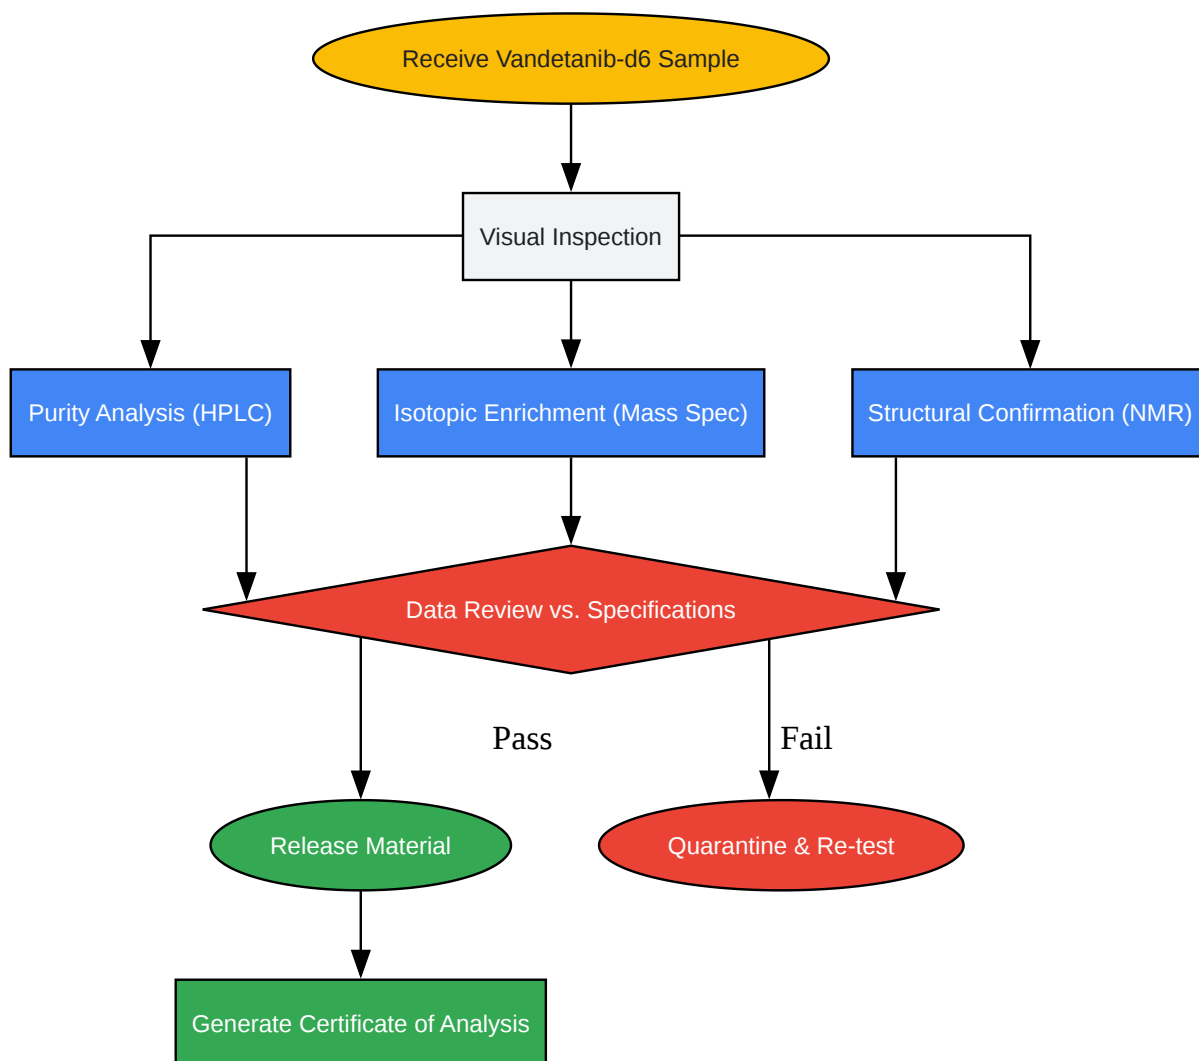 Receive Vandetanib-d6 Sample
Visual Inspection
Purity Analysis (HPLC)
Isotopic Enrichment (Mass Spec)
Structural Confirmation (NMR)
Data Review vs. Specifications
Pass
Fail
Release Material
Quarantine & Re-test
Generate Certificate of Analysis